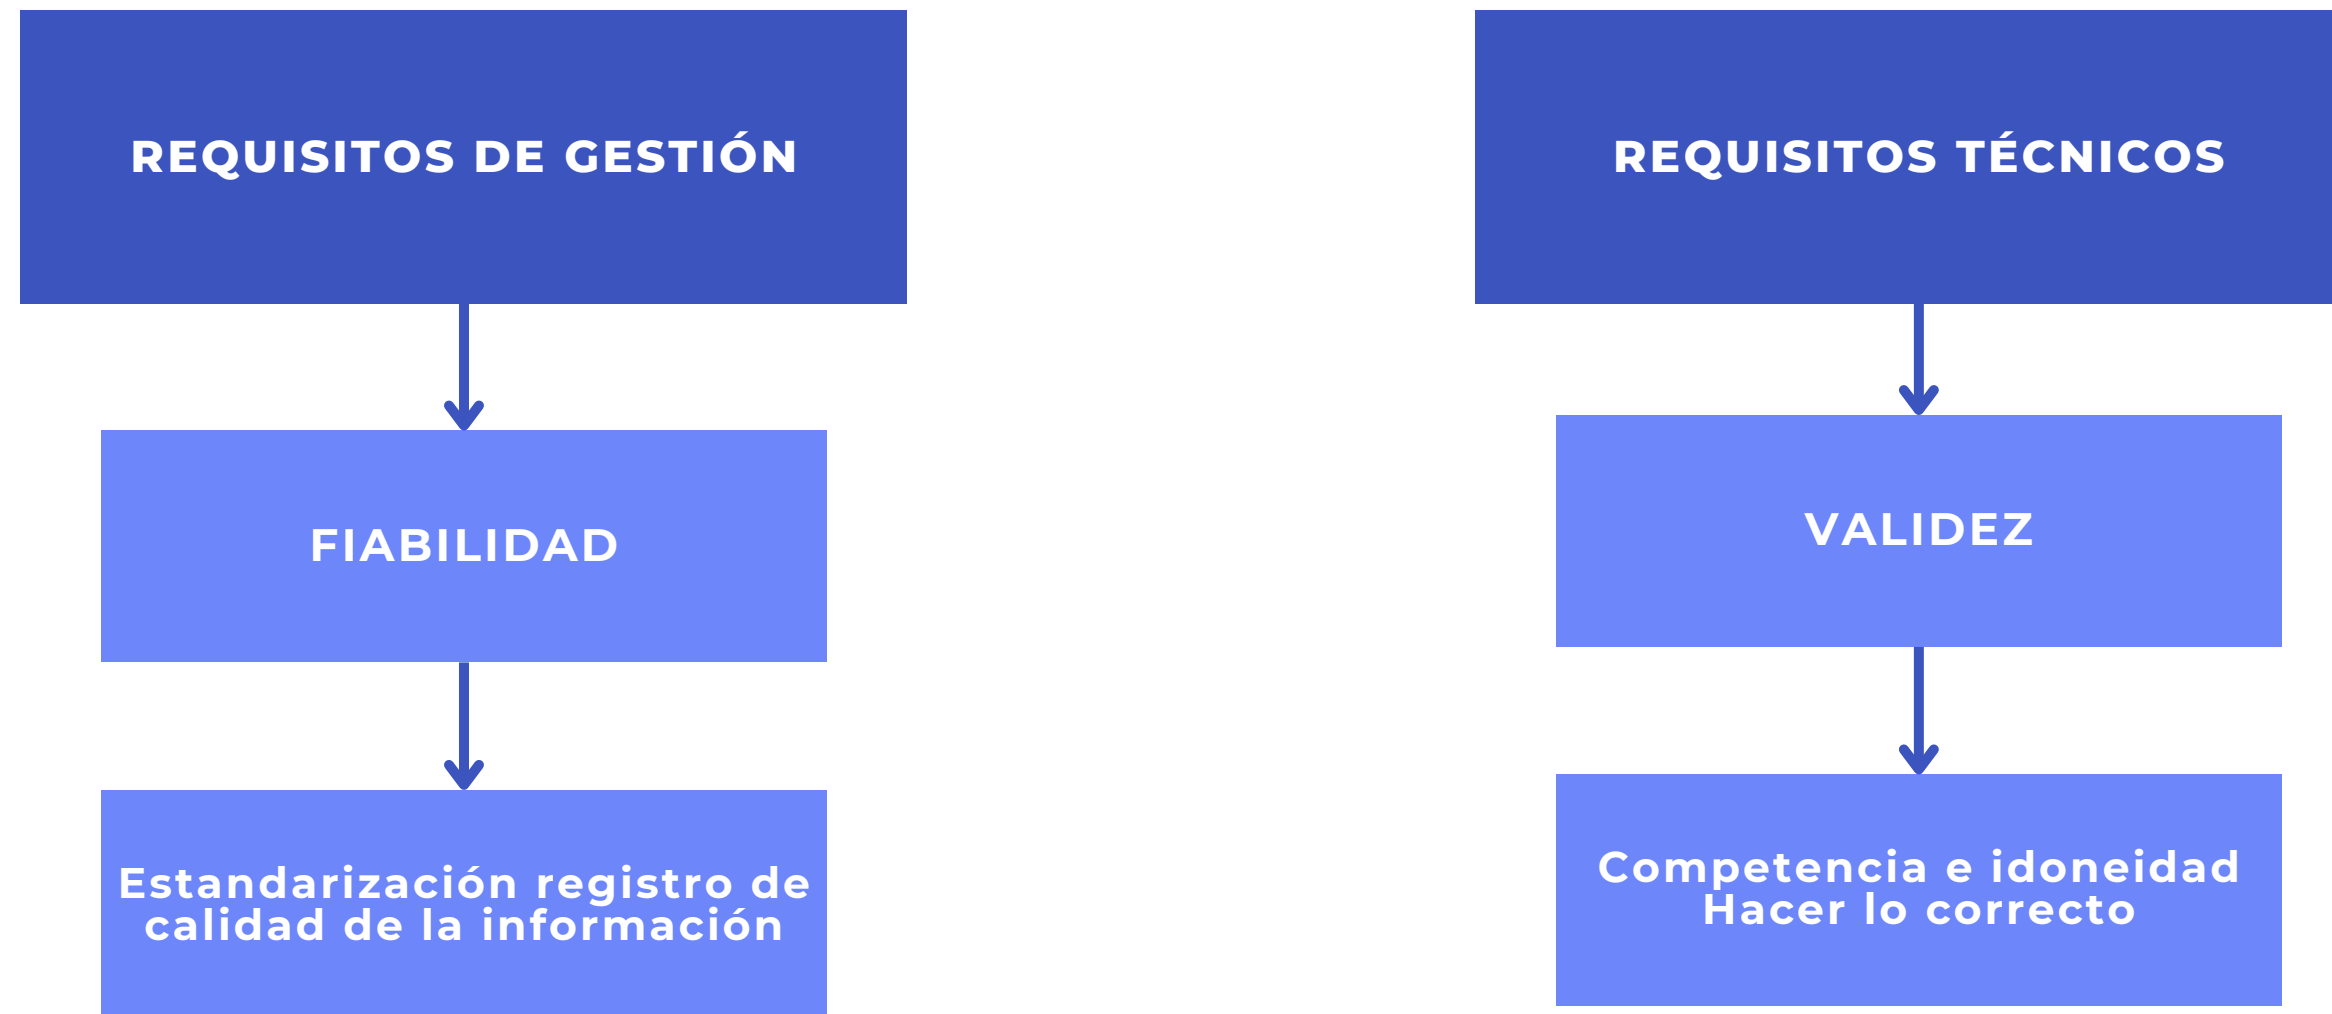 REQUISITOS DE GESTIÓN
FIABILIDAD
Estandarización registro de
calidad de la información
REQUISITOS TÉCNICOS
VALIDEZ
Competencia e idoneidad
Hacer lo correcto